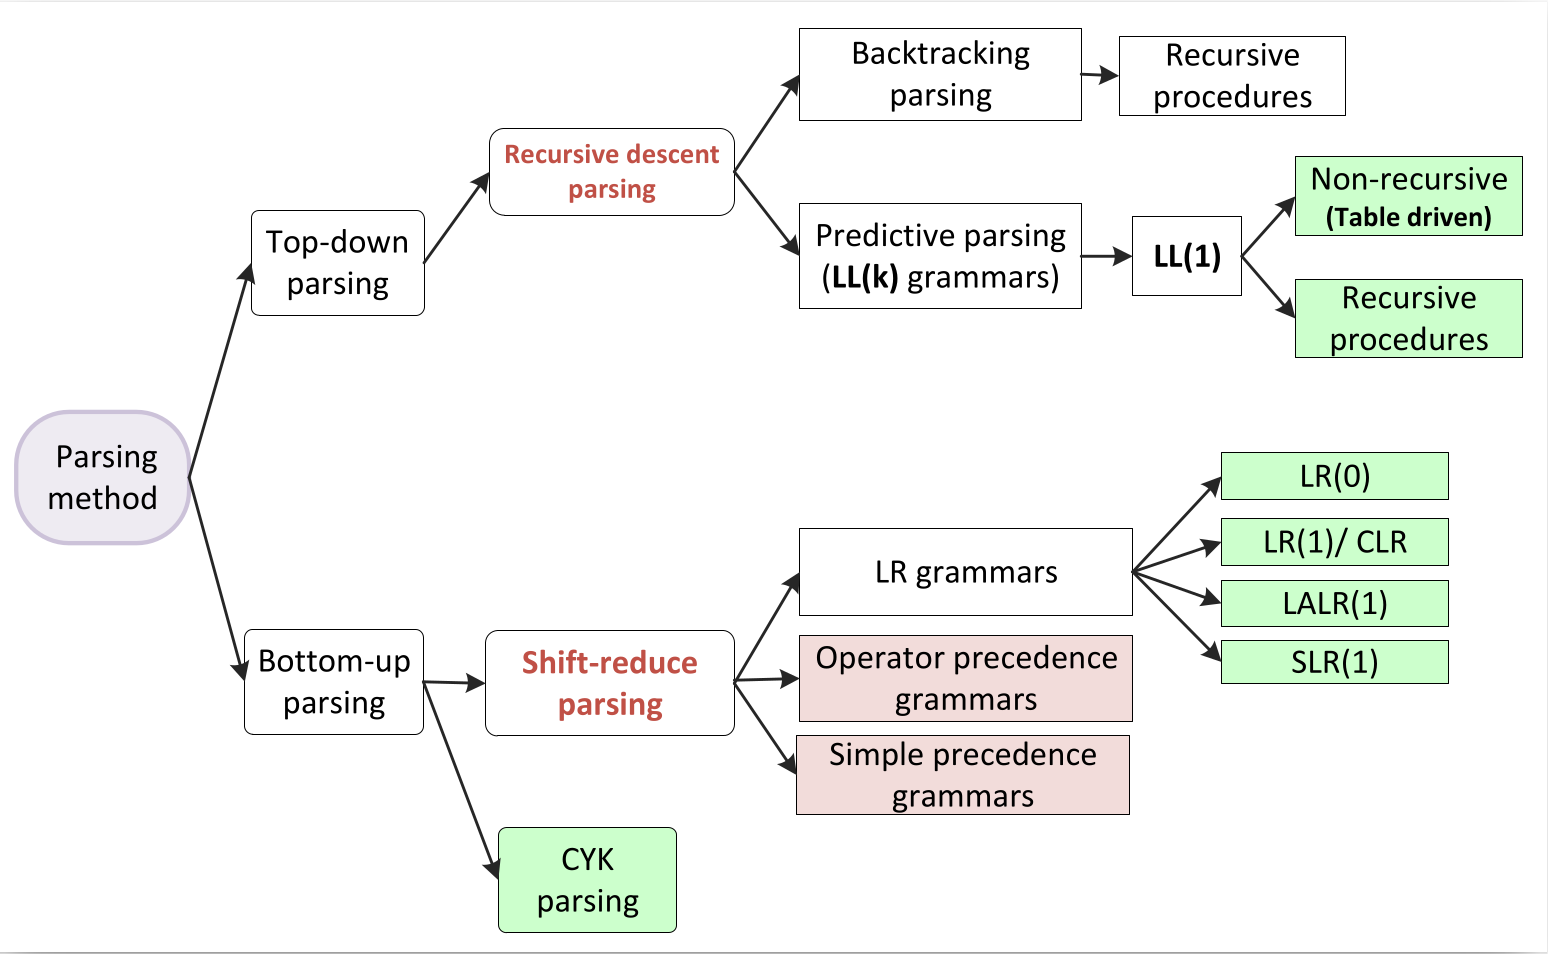 Parsing
method
Top-down
parsing
Recursive descent
parsing
Backtracking
parsing
Recursive
procedures
Predictive parsing
(LL(k) grammars)
LL(1)
Non-recursive
(Table driven)
Recursive
procedures
Bottom-up
parsing
Shift-reduce
parsing
LR grammars
LR(0)
LR(1)/ CLR
LALR(1)
SLR(1)
Operator precedence
grammars
Simple precedence
grammars
CYK
parsing